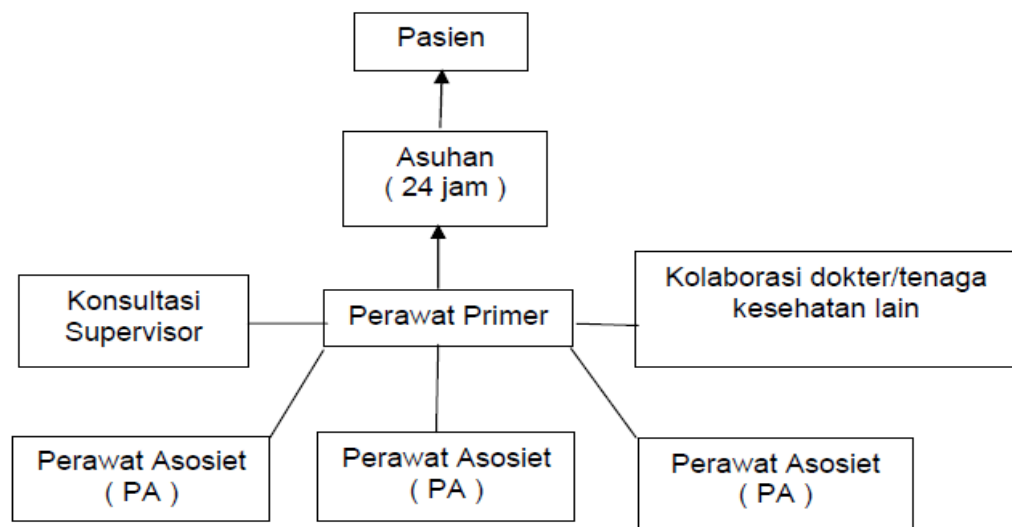 Pasien
Asuhan
( 24 jam )
Konsultasi
Supervisor
Perawat Primer
Kolaborasi dokter/tenaga
kesehatan lain
Perawat Asosiet
( PA )
Perawat Asosiet
( PA )
Perawat Asosiet
( PA )